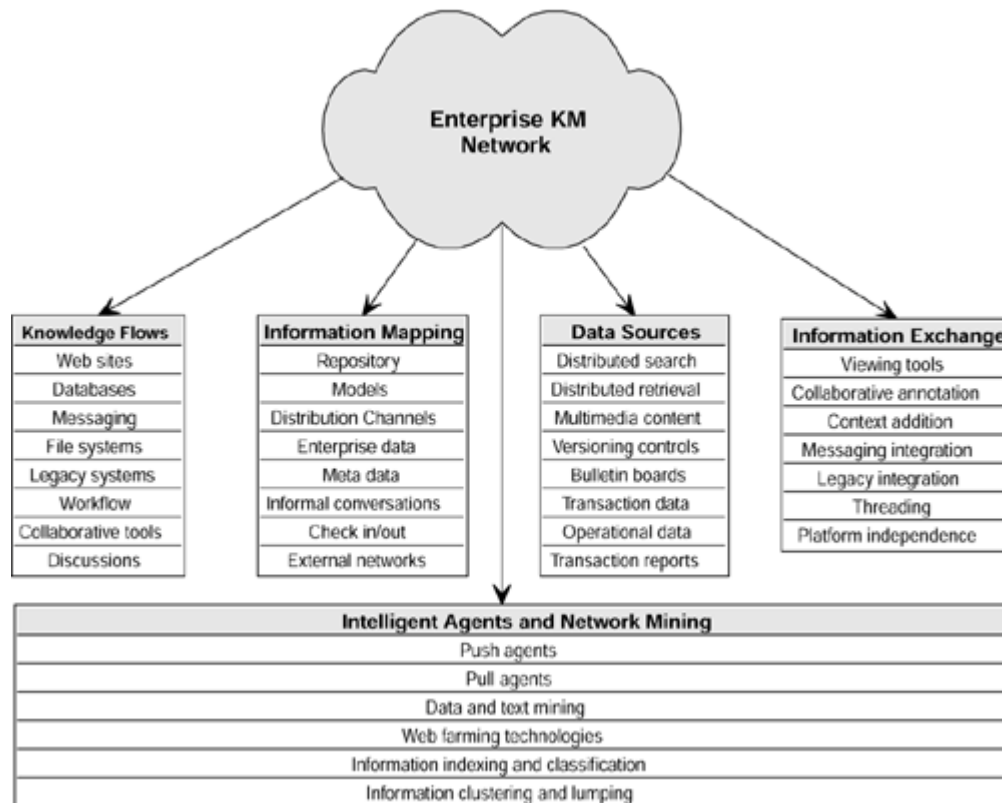 Enterprise KM
Network
Knowledge Flows
Web sites
Databases
Messaging
File systems
Legacy systems
Workflow
Collaborative tools
Discussions
Information Mapping
Repository
Models
Distribution Channels
Enterprise data
Meta data
Informal conversations
Check in/out
External networks
Data Sources
Distributed search
Distributed retrieval
Multimedia content
Versioning controls
Bulletin boards
Transaction data
Operational data
Transaction reports
Information Exchange
Viewing tools
Collaborative annotation
Context addition
Messaging integration
Legacy integration
Threading
Platform independence
Intelligent Agents and Network Mining
Push agents
Pull agents
Data and text mining
Web farming technologies
Information indexing and classification
Information clustering and lumping